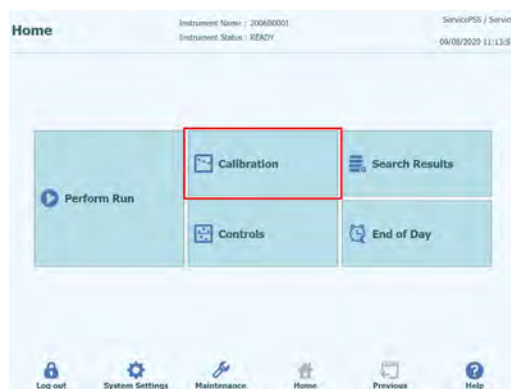 Home
Instrument Name : 200680001
Instrument Status : READY
ServicePSS / Servic
09/08/2020 11:13:5
Perform Run
Calibration
Search Results
Controls
End of Day
Log out
System Settings
Maintenance
Home
Previous
Help